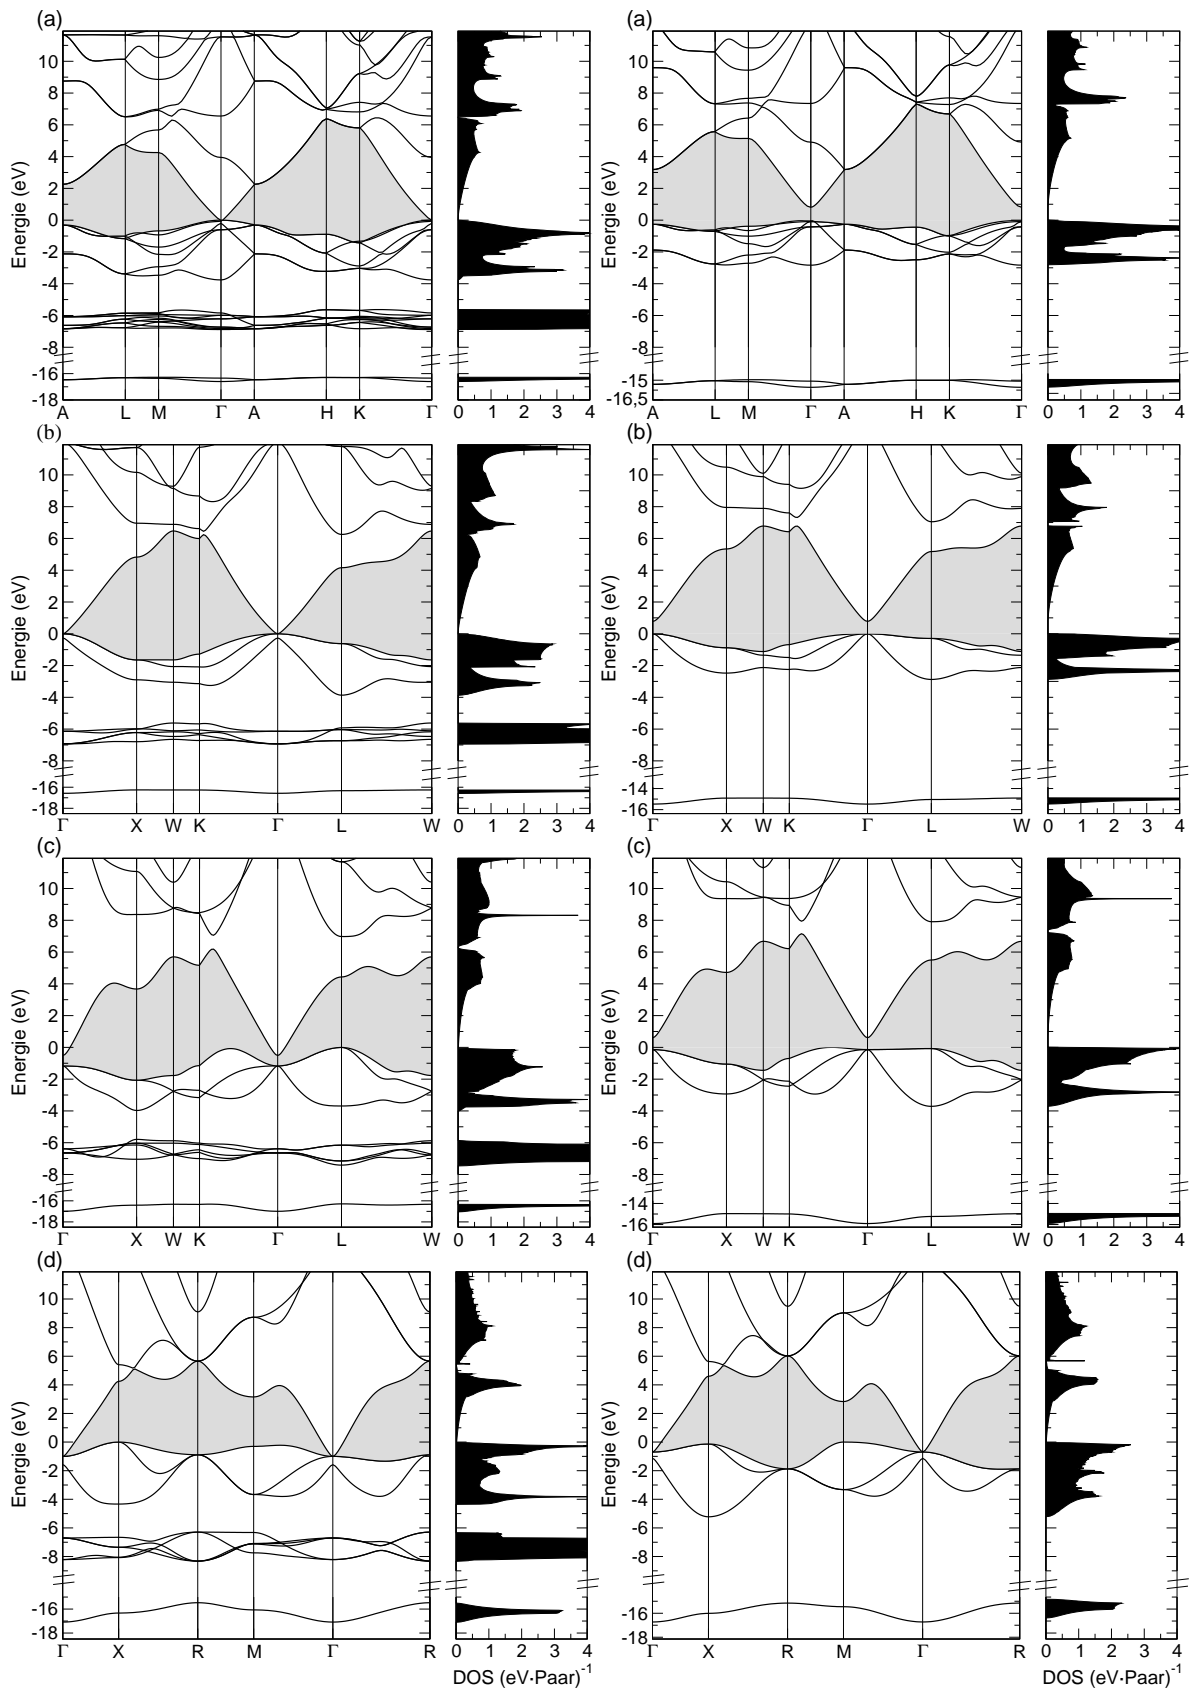 (a)
Energie (eV)
10
8
6
4
2
0
-2
-4
-6
-8
-16
-18
A L M Γ A H K Γ
0 1 2 3 4
(a)
Energie (eV)
10
8
6
4
2
0
-2
-4
-6
-8
-15
-16,5
A L M Γ A H K Γ
0 1 2 3 4
(b)
Energie (eV)
10
8
6
4
2
0
-2
-4
-6
-8
-16
-18
Γ X W K Γ L W
0 1 2 3 4
(b)
Energie (eV)
10
8
6
4
2
0
-2
-4
-6
-8
-14
-16
Γ X W K Γ L W
0 1 2 3 4
(c)
Energie (eV)
10
8
6
4
2
0
-2
-4
-6
-8
-16
-18
Γ X W K Γ L W
0 1 2 3 4
(c)
Energie (eV)
10
8
6
4
2
0
-2
-4
-6
-8
-14
-16
Γ X W K Γ L W
0 1 2 3 4
(d)
Energie (eV)
10
8
6
4
2
0
-2
-4
-6
-8
-16
-18
Γ X R M Γ R
0 1 2 3 4
DOS (eV·Paar)⁻¹
(d)
Energie (eV)
10
8
6
4
2
0
-2
-4
-6
-8
-16
-18
Γ X R M Γ R
0 1 2 3 4
DOS (eV·Paar)⁻¹